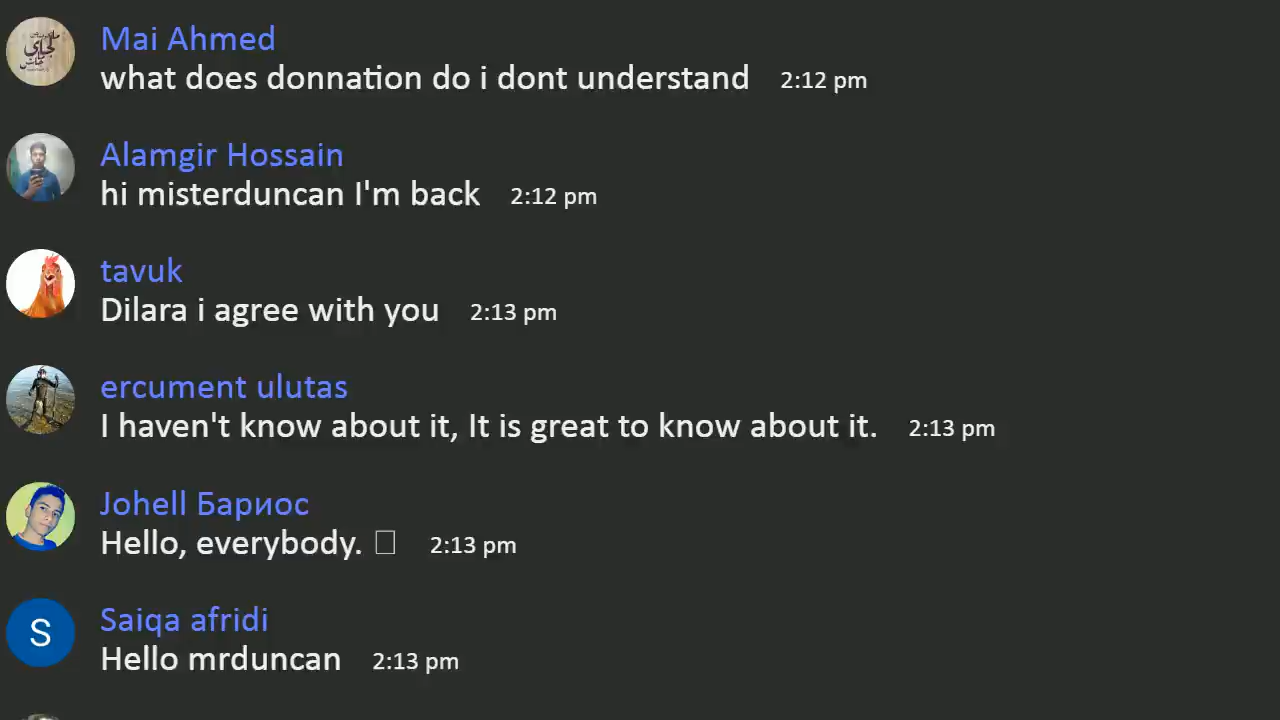 Mai Ahmed
what does donnation do i dont understand 2:12 pm
Alamgir Hossain
hi misterduncan I'm back 2:12 pm
tavuk
Dilara i agree with you 2:13 pm
ercument ulutas
I haven't know about it, It is great to know about it. 2:13 pm
Johell Бариос
Hello, everybody. 2:13 pm
S
Saiqa afridi
Hello mrduncan 2:13 pm